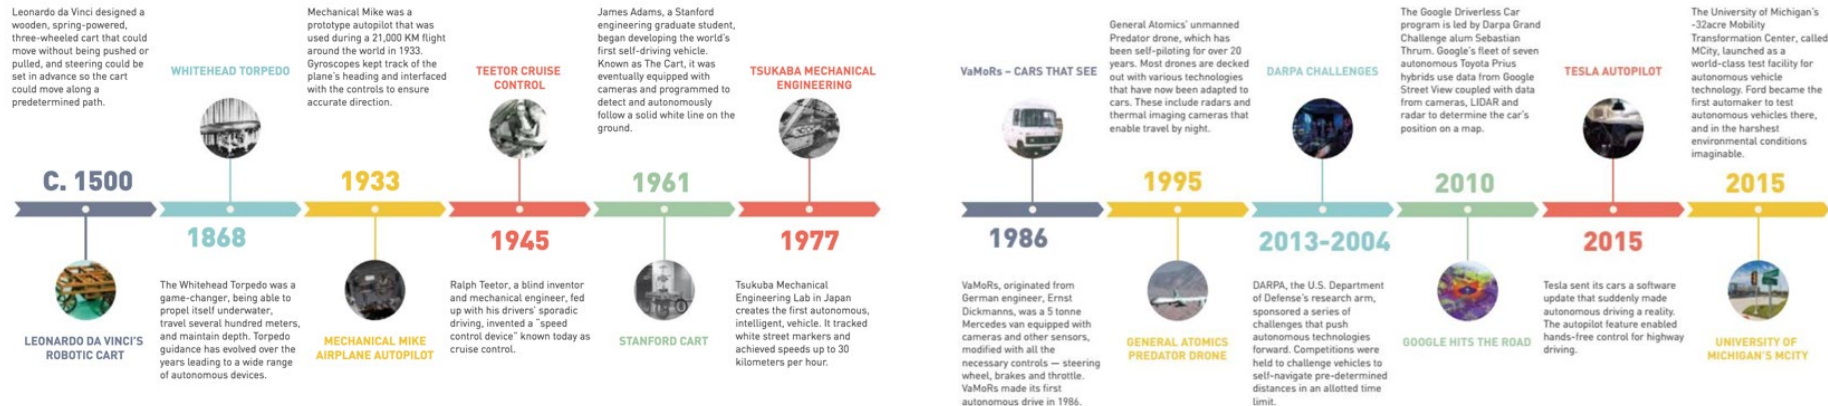 Leonardo da Vinci designed a
wooden, spring-powered,
three-wheeled cart that could
move without being pushed or
pulled, and steering could be
set in advance so the cart
could move along a
predetermined path.
C. 1500
LEONARDO DA VINCI'S
ROBOTIC CART
WHITEHEAD TORPEDO
1868
The Whitehead Torpedo was a
game-changer, being able to
propel itself underwater,
travel several hundred meters,
and maintain depth. Torpedo
guidance has evolved over the
years leading to a wide range
of autonomous devices.
Mechanical Mike was a
prototype autopilot that was
used during a 21,000 KM flight
around the world in 1933.
Gyroscopes kept track of the
plane's heading and interfaced
with the controls to ensure
accurate direction.
1933
MECHANICAL MIKE
AIRPLANE AUTOPILOT
TEETOR CRUISE
CONTROL
1945
Ralph Teetor, a blind inventor
and mechanical engineer, fed
up with his drivers' sporadic
driving, invented a "speed
control device" known today as
cruise control.
James Adams, a Stanford
engineering graduate student,
began developing the world's
first self-driving vehicle.
Known as The Cart, it was
eventually equipped with
cameras and programmed to
detect and autonomously
follow a solid white line on the
ground.
1961
STANFORD CART
TSUKABA MECHANICAL
ENGINEERING
1977
Tsukuba Mechanical
Engineering Lab in Japan
creates the first autonomous,
intelligent, vehicle. It tracked
white street markers and
achieved speeds up to 30
kilometers per hour.
VaMoRs – CARS THAT SEE
1986
VaMoRs, originated from
German engineer, Ernst
Dickmanns, was a 5 tonne
Mercedes van equipped with
cameras and other sensors,
modified with all the
necessary controls — steering
wheel, brakes and throttle.
VaMoRs made its first
autonomous drive in 1986.
General Atomics' unmanned
Predator drone, which has
been self-piloting for over 20
years. Most drones are decked
out with various technologies
that have now been adapted to
cars. These include radars and
thermal imaging cameras that
enable travel by night.
1995
GENERAL ATOMICS
PREDATOR DRONE
DARPA CHALLENGES
2013-2004
DARPA, the U.S. Department
of Defense's research arm,
sponsored a series of
challenges that push
autonomous technologies
forward. Competitions were
held to challenge vehicles to
self-navigate pre-determined
distances in an allotted time
limit.
The Google Driverless Car
program is led by Darpa Grand
Challenge alum Sebastian
Thrum. Google's fleet of seven
autonomous Toyota Prius
hybrids use data from Google
Street View coupled with data
from cameras, LIDAR and
radar to determine the car's
position on a map.
2010
GOOGLE HITS THE ROAD
TESLA AUTOPILOT
2015
Tesla sent its cars a software
update that suddenly made
autonomous driving a reality.
The autopilot feature enabled
hands-free control for highway
driving.
The University of Michigan's
-32acre Mobility
Transformation Center, called
MCity, launched as a
world-class test facility for
autonomous vehicle
technology. Ford became the
first automaker to test
autonomous vehicles there,
and in the harshest
environmental conditions
imaginable.
2015
UNIVERSITY OF
MICHIGAN'S MCITY